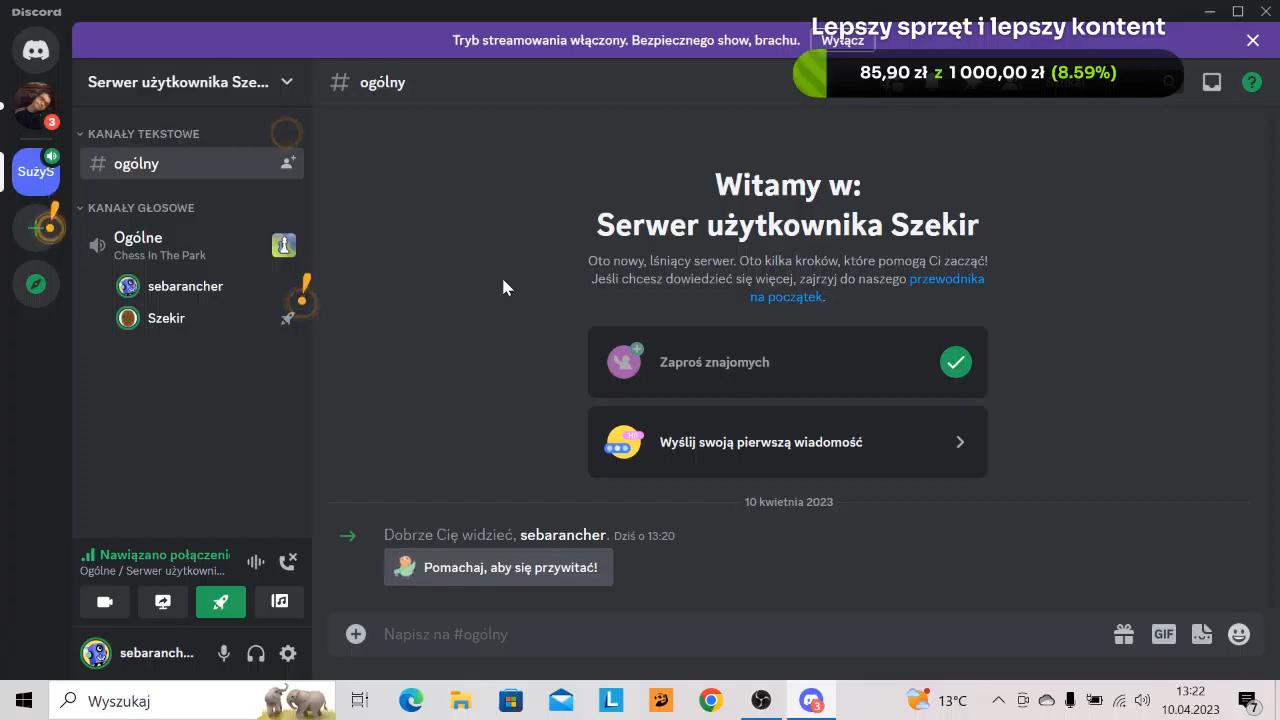 Discord
Lepszy sprzęt i lepszy kontent
Tryb streamowania włączony. Bezpiecznego show, brachu.
Wyłącz
85,90 zł z 1 000,00 zł (8.59%)
Serwer użytkownika Sze...
ogólny
3
KANAŁY TEKSTOWE
ogólny
SużyS
KANAŁY GŁOSOWE
Ogólne
Chess In The Park
sebarancher
Szekir
Witamy w:
Serwer użytkownika Szekir
Oto nowy, lśniący serwer. Oto kilka kroków, które pomogą Ci zacząć!
Jeśli chcesz dowiedzieć się więcej, zajrzyj do naszego przewodnika
na początek.
Zaproś znajomych
Wyślij swoją pierwszą wiadomość
10 kwietnia 2023
Dobrze Cię widzieć, sebarancher. Dziś o 13:20
Pomachaj, aby się przywitać!
Nawiązano połączeni
Ogólne / Serwer użytkowni...
Napisz na #ogólny
GIF
sebaranch...
Wyszukaj
L
3
13°C
13:22
10.04.2023
7